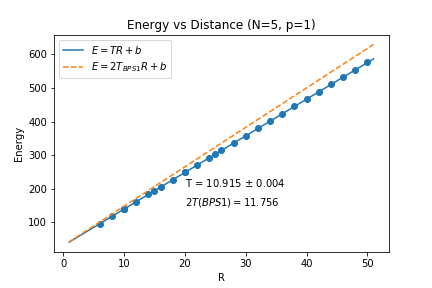 Energy vs Distance (N=5, p=1)
E = TR + b
E = 2T_{BPS1}R + b
600
500
400
300
200
100
Energy
T = 10.915 ± 0.004
2T(BPS1) = 11.756
0 10 20 30 40 50
R